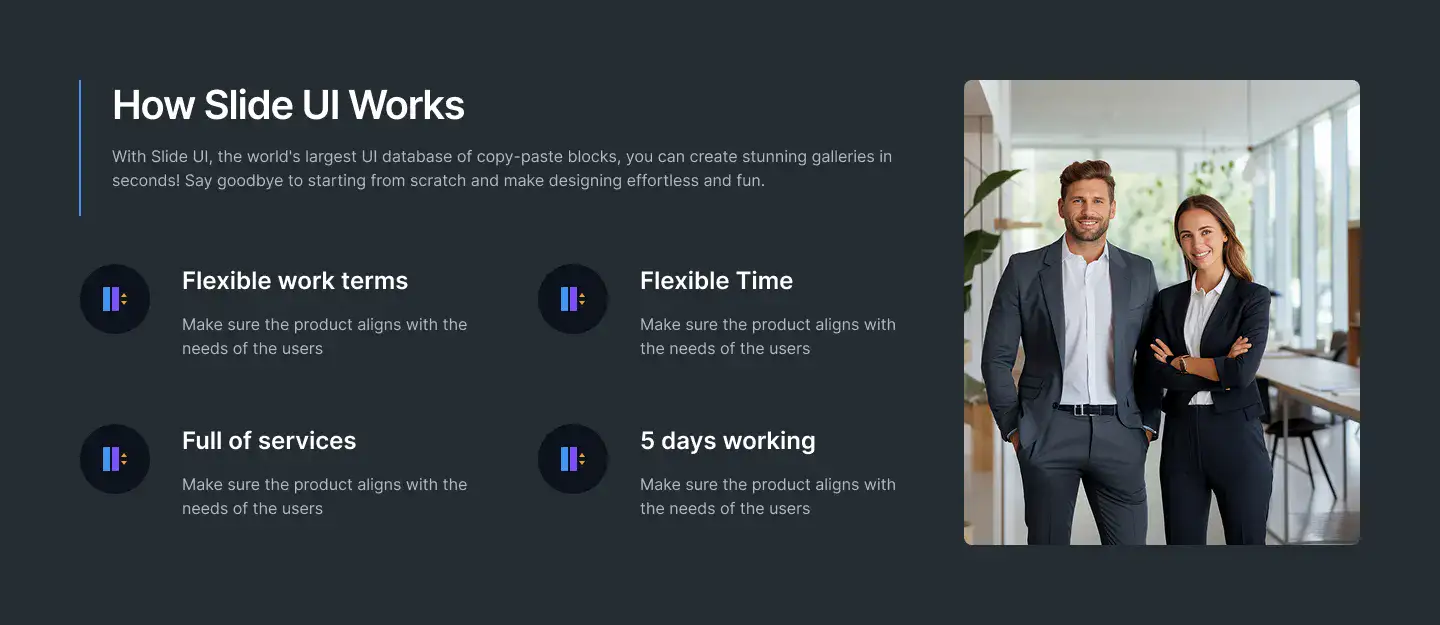 How Slide UI Works
With Slide UI, the world's largest UI database of copy-paste blocks, you can create stunning galleries in
seconds! Say goodbye to starting from scratch and make designing effortless and fun.
Flexible work terms
Make sure the product aligns with the
needs of the users
Flexible Time
Make sure the product aligns with
the needs of the users
Full of services
Make sure the product aligns with the
needs of the users
5 days working
Make sure the product aligns with
the needs of the users